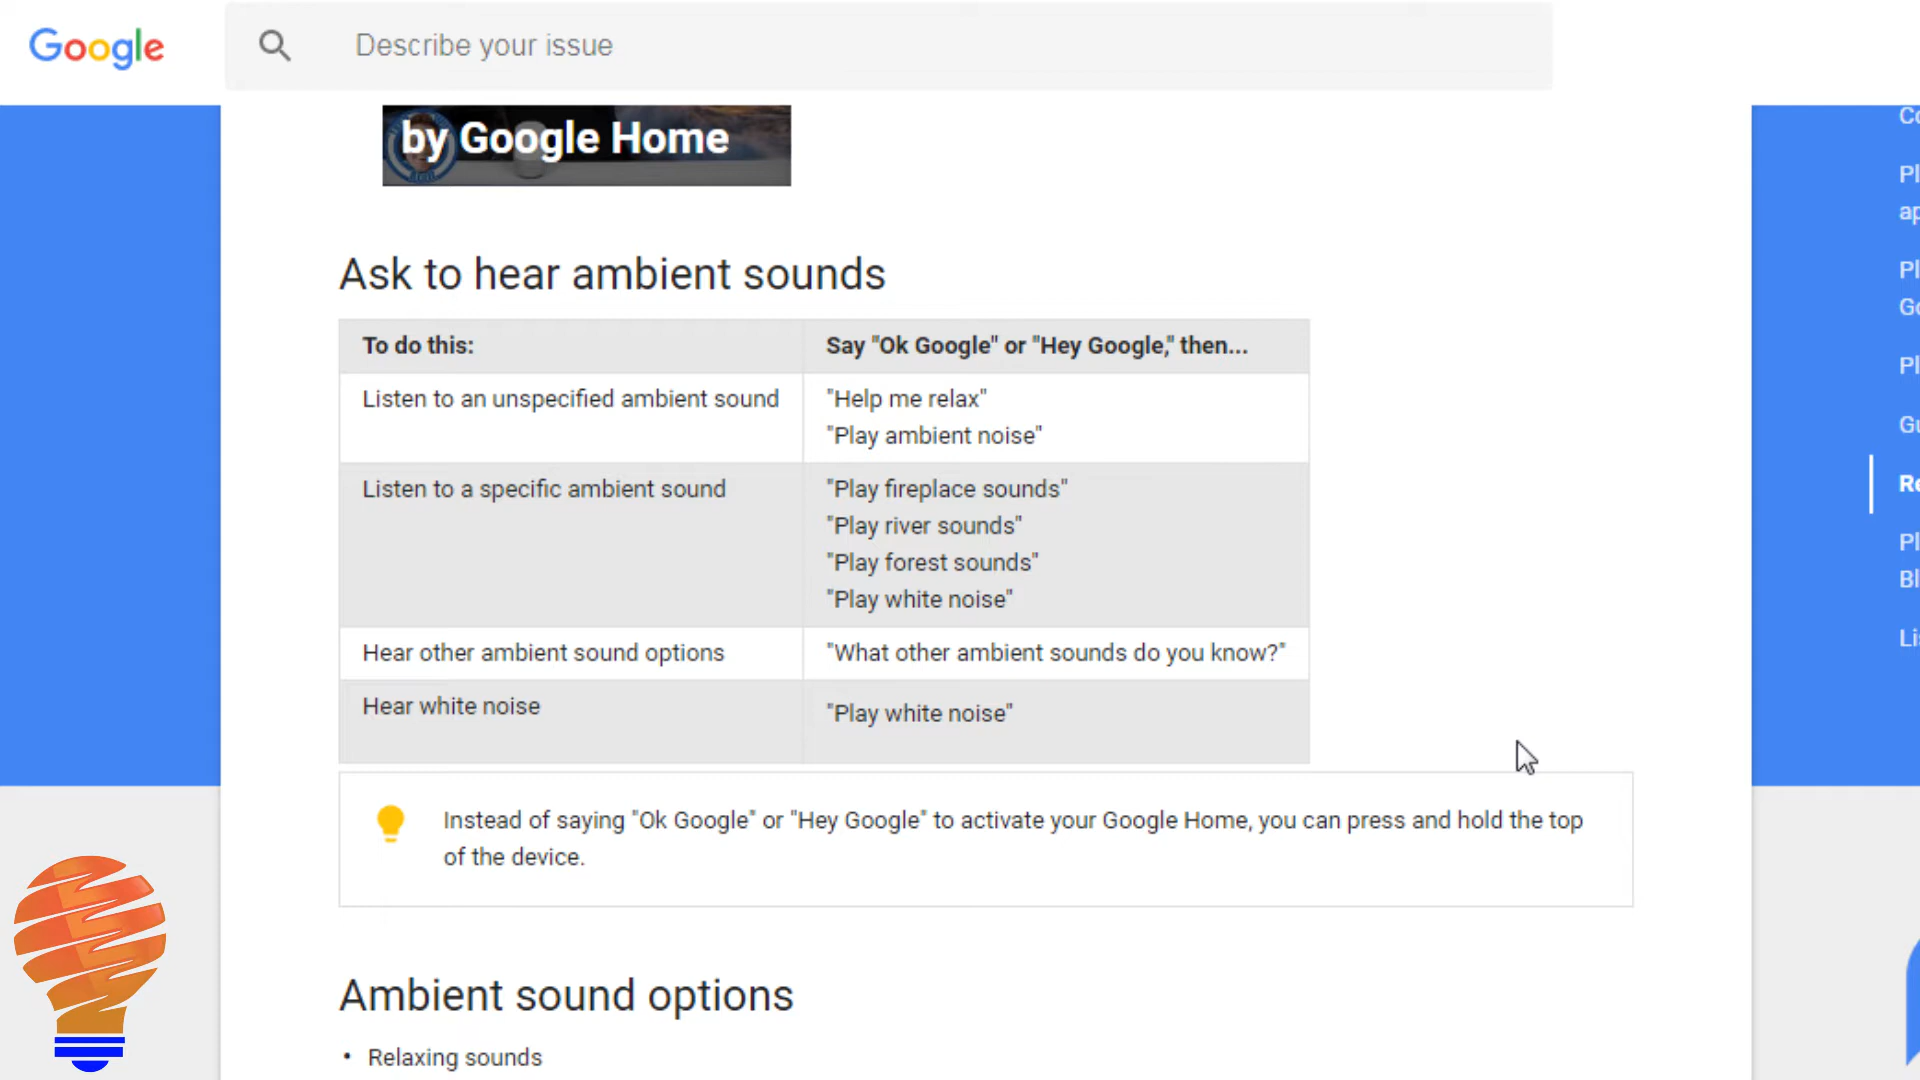 Google
Describe your issue
by Google Home
Ask to hear ambient sounds
To do this:
Say "Ok Google" or "Hey Google," then...
Listen to an unspecified ambient sound
"Help me relax"
"Play ambient noise"
Listen to a specific ambient sound
"Play fireplace sounds"
"Play river sounds"
"Play forest sounds"
"Play white noise"
Hear other ambient sound options
"What other ambient sounds do you know?"
Hear white noise
"Play white noise"
Instead of saying "Ok Google" or "Hey Google" to activate your Google Home, you can press and hold the top
of the device.
Ambient sound options
• Relaxing sounds